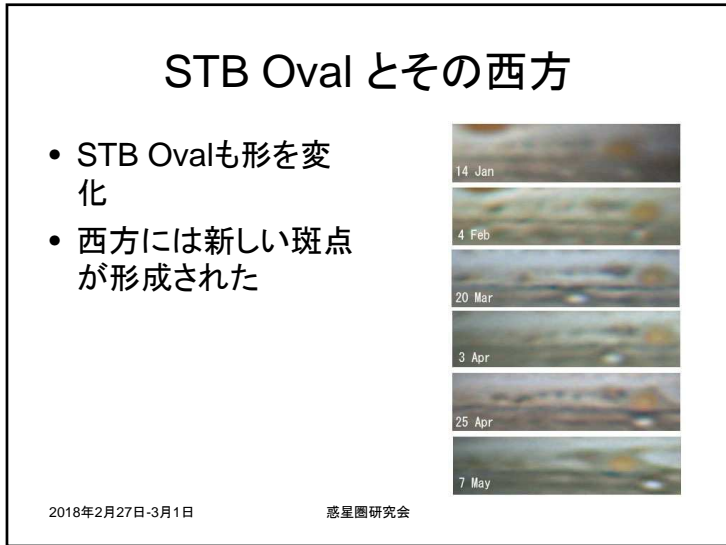 STB Oval とその西方
• STB Ovalも形を変
化
• 西方には新しい斑点
が形成された
14 Jan
4 Feb
20 Mar
3 Apr
25 Apr
7 May
2018年2月27日-3月1日
惑星圏研究会